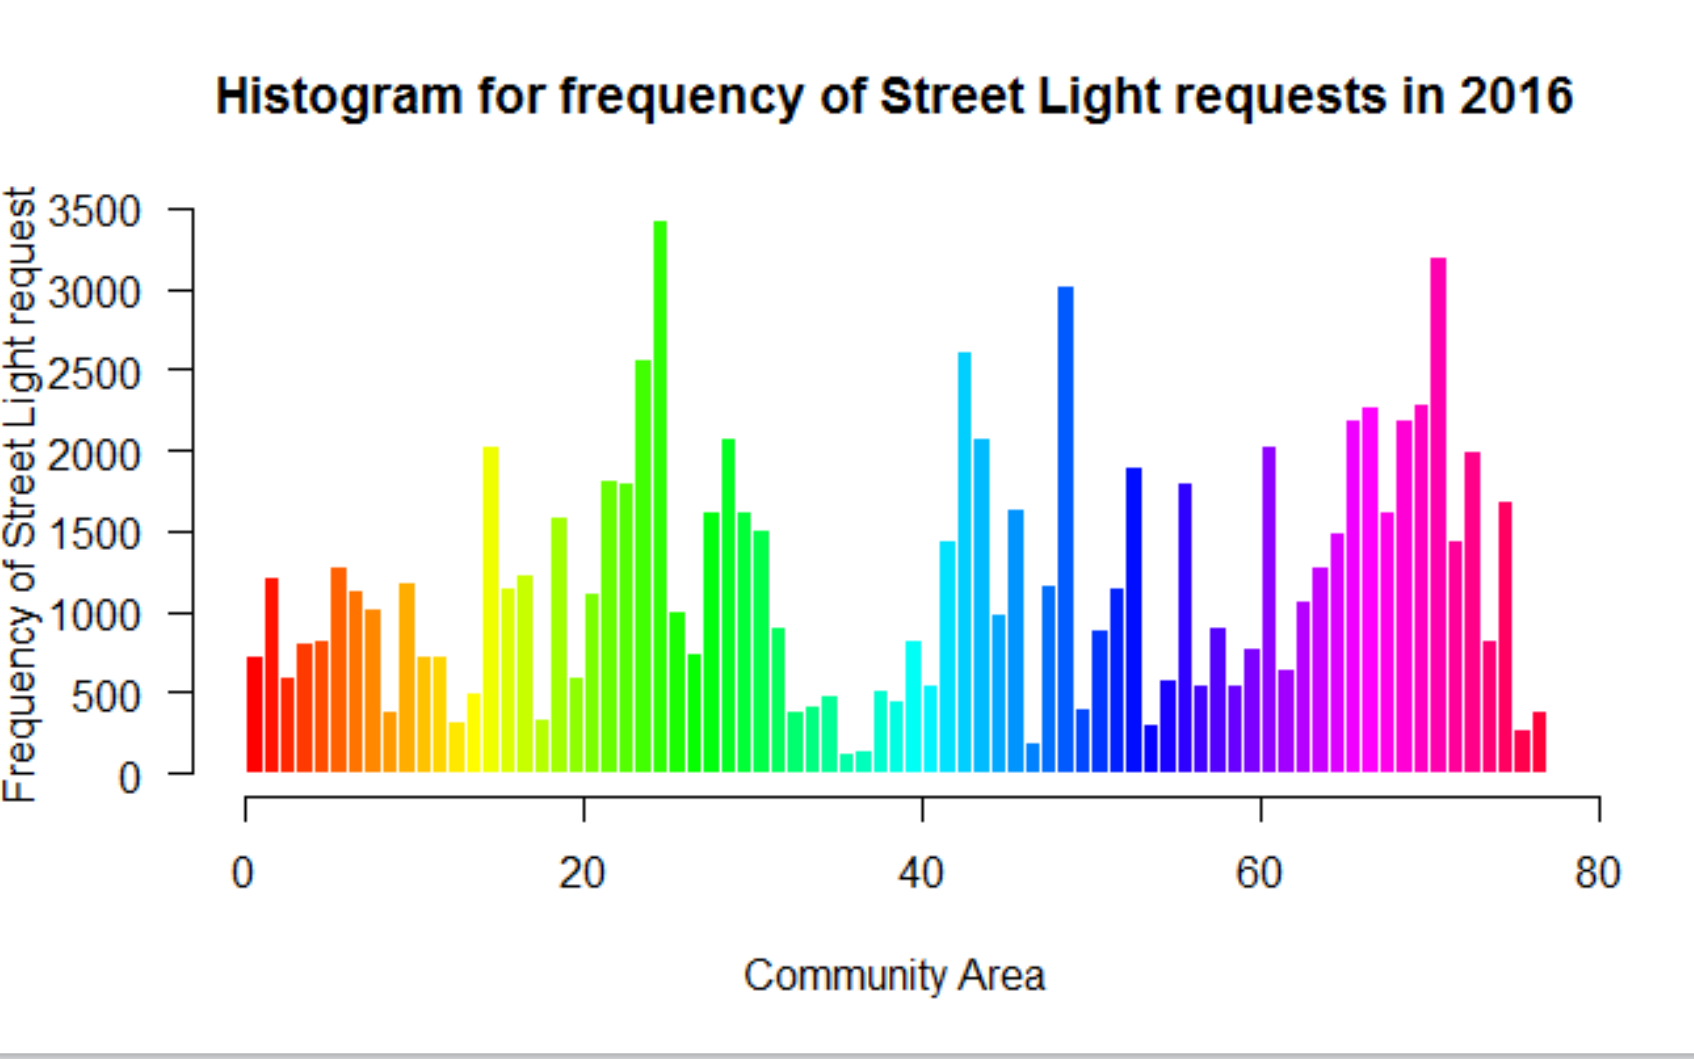 Histogram for frequency of Street Light requests in 2016
Frequency of Street Light request
3500
3000
2500
2000
1500
1000
500
0
0 20 40 60 80
Community Area